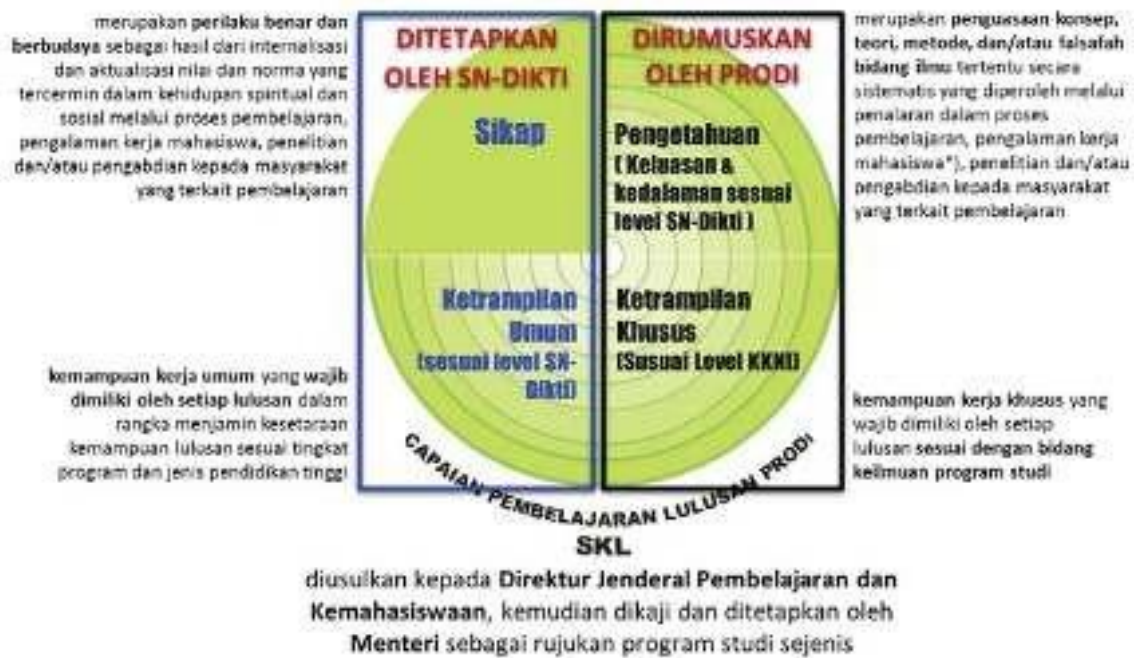 merupakan perilaku benar dan
berbudaya sebagai hasil dari internalisasi
dan aktualisasi nilai dan norma yang
tercermin dalam kehidupan spiritual dan
sosial melalui proses pembelajaran,
pengalaman kerja mahasiswa, penelitian
dan/atau pengabdian kepada masyarakat
yang terkait pembelajaran
DITETAPKAN
OLEH SN-DIKTI
Sikap
DIRUMUSKAN
OLEH PRODI
Pengetahuan
( Keluasan &
kedalaman sesuai
level SN-Dikti )
merupakan penguasaan konsep,
teori, metode, dan/atau falsafah
bidang ilmu tertentu secara
sistematis yang diperoleh melalui
penalaran dalam proses
pembelajaran, pengalaman kerja
mahasiswa*), penelitian dan/atau
pengabdian kepada masyarakat
yang terkait pembelajaran
kemampuan kerja umum yang wajib
dimiliki oleh setiap lulusan dalam
rangka menjamin kesetaraan
kemampuan lulusan sesuai tingkat
program dan jenis pendidikan tinggi
Ketrampilan
Umum
(sesuai level SN-
Dikti)
Ketrampilan
Khusus
(Susuai Level KKNI)
kemampuan kerja khusus yang
wajib dimiliki oleh setiap
lulusan sesuai dengan bidang
keilmuan program studi
CAPAIAN PEMBELAJARAN LULUSAN PRODI
SKL
diusulkan kepada Direktur Jenderal Pembelajaran dan
Kemahasiswaan, kemudian dikaji dan ditetapkan oleh
Menteri sebagai rujukan program studi sejenis